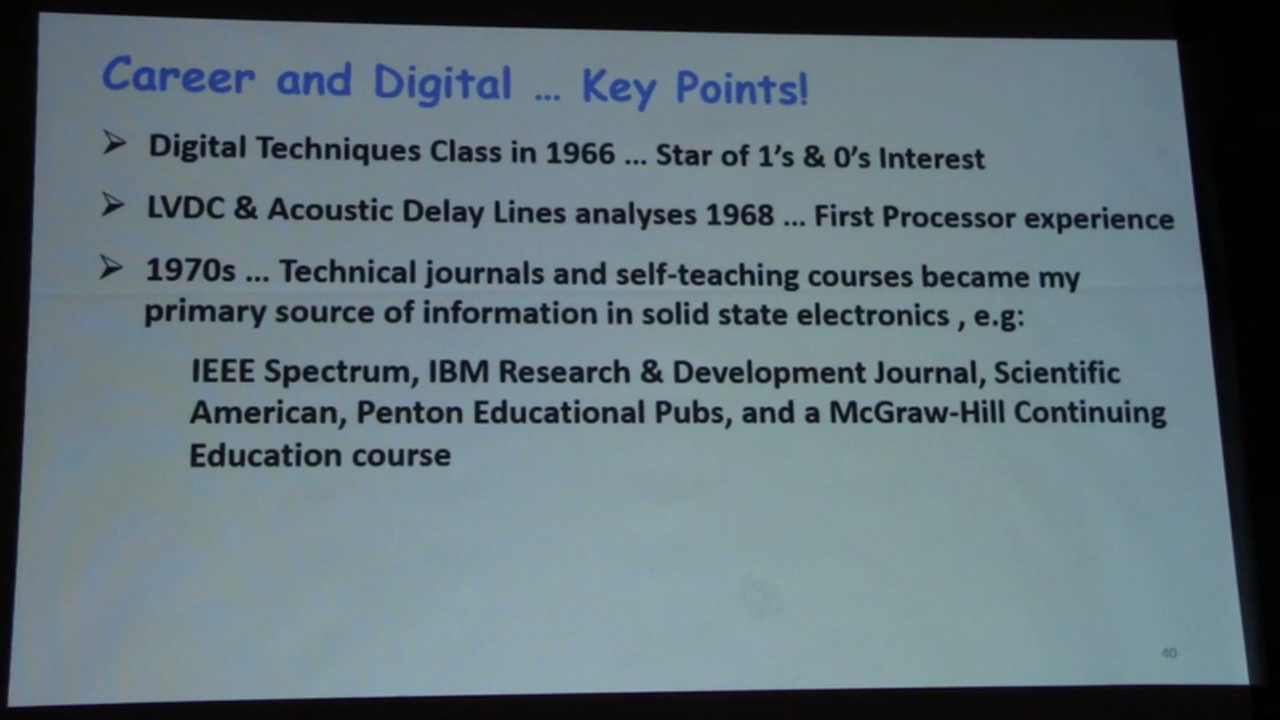 Career and Digital ... Key Points!
➢ Digital Techniques Class in 1966 ... Star of 1's & 0's Interest
➢ LVDC & Acoustic Delay Lines analyses 1968 ... First Processor experience
➢ 1970s ... Technical journals and self-teaching courses became my
primary source of information in solid state electronics , e.g:
IEEE Spectrum, IBM Research & Development Journal, Scientific
American, Penton Educational Pubs, and a McGraw-Hill Continuing
Education course
40